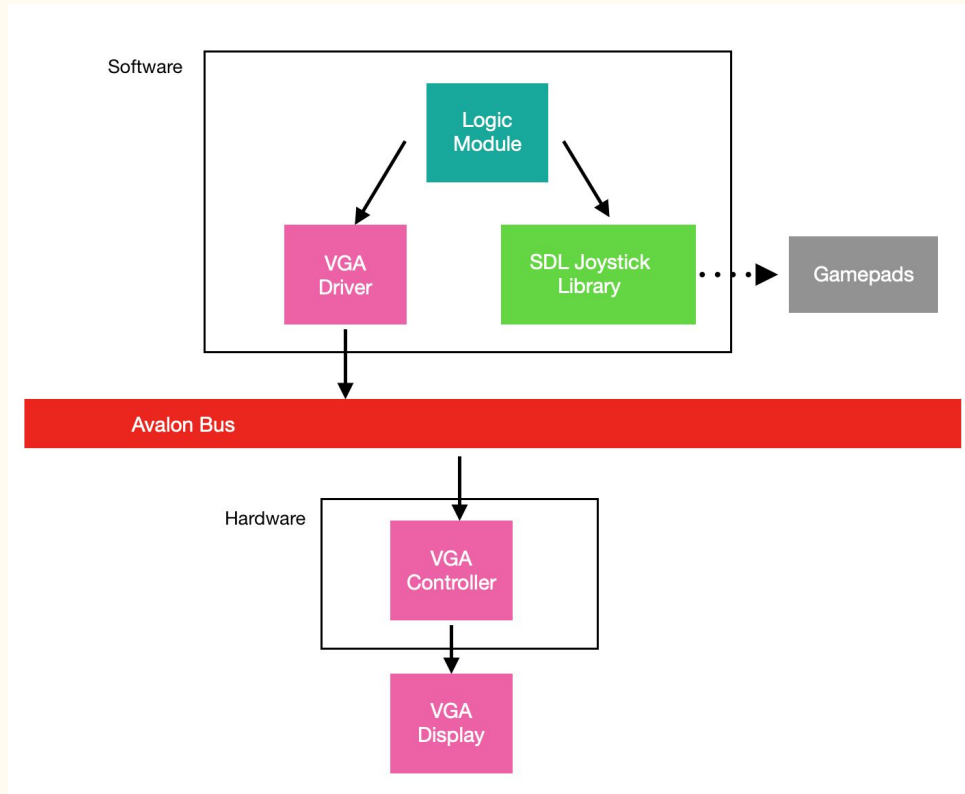 Software
Logic
Module
VGA
Driver
SDL Joystick
Library
Gamepads
Avalon Bus
Hardware
VGA
Controller
VGA
Display